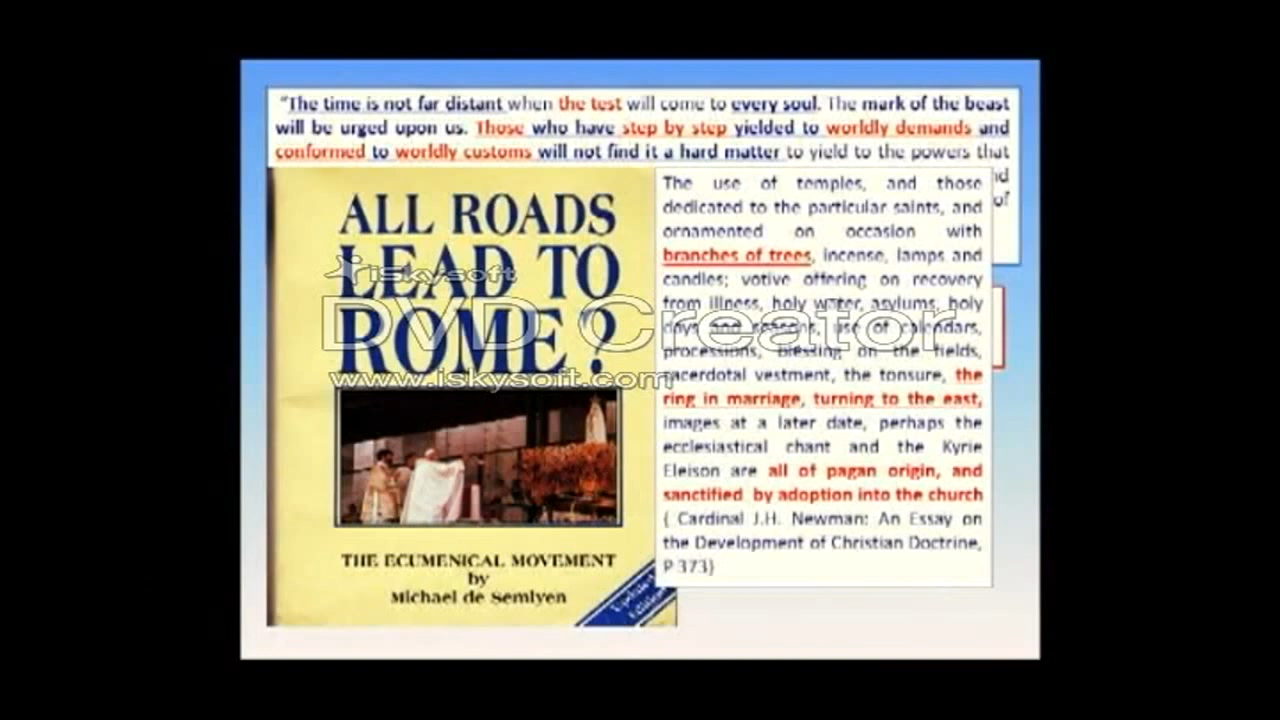 “The time is not far distant when the test will come to every soul. The mark of the beast
will be urged upon us. Those who have step by step yielded to worldly demands and
conformed to worldly customs will not find it a hard matter to yield to the powers that
of
ALL ROADS
LEAD TO
ROME?
THE ECUMENICAL MOVEMENT
by
Michael de Semlyen
Updated
Edition
The use of temples, and those
dedicated to the particular saints, and
ornamented on occasion with
branches of trees, incense, lamps and
candles; votive offering on recovery
from illness, holy water, asylums, holy
days and seasons, use of calendars,
processions, blessing on the fields,
sacerdotal vestment, the tonsure, the
ring in marriage, turning to the east,
images at a later date, perhaps the
ecclesiastical chant and the Kyrie
Eleison are all of pagan origin, and
sanctified by adoption into the church
( Cardinal J.H. Newman: An Essay on
the Development of Christian Doctrine,
P 373)
iskysoft
DVD Creator
www.iskysoft.com